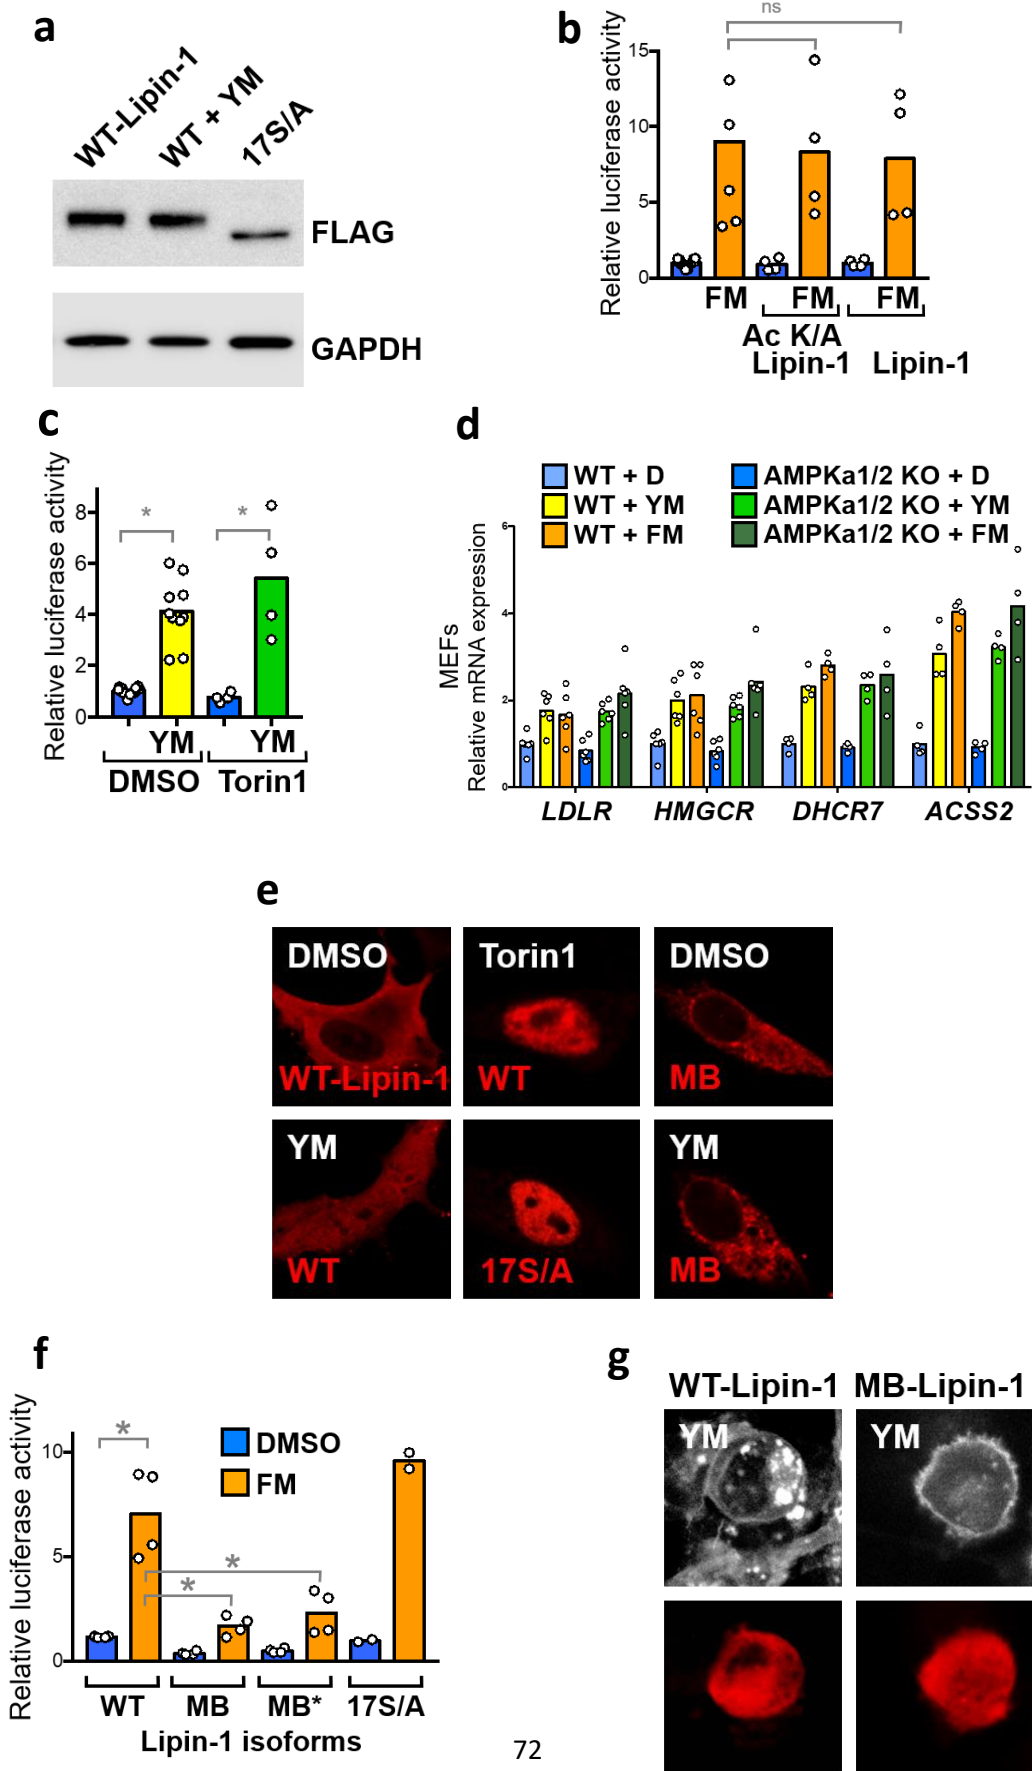 a
WT-Lipin-1
WT + YM
17S/A
FLAG
GAPDH
b
ns
Relative luciferase activity
15
10
5
0
FM
FM
FM
Ac K/A
Lipin-1
Lipin-1
c
Relative luciferase activity
8
6
4
2
0
*
*
YM
YM
DMSO
Torin1
d
WT + D
WT + YM
WT + FM
AMPKa1/2 KO + D
AMPKa1/2 KO + YM
AMPKa1/2 KO + FM
MEFs
Relative mRNA expression
6
4
2
0
LDLR
HMGCR
DHCR7
ACSS2
e
DMSO
WT-Lipin-1
Torin1
WT
DMSO
MB
YM
WT
17S/A
YM
MB
f
Relative luciferase activity
10
5
0
*
*
*
DMSO
FM
WT
MB
MB*
17S/A
Lipin-1 isoforms
g
WT-Lipin-1
MB-Lipin-1
YM
YM
72